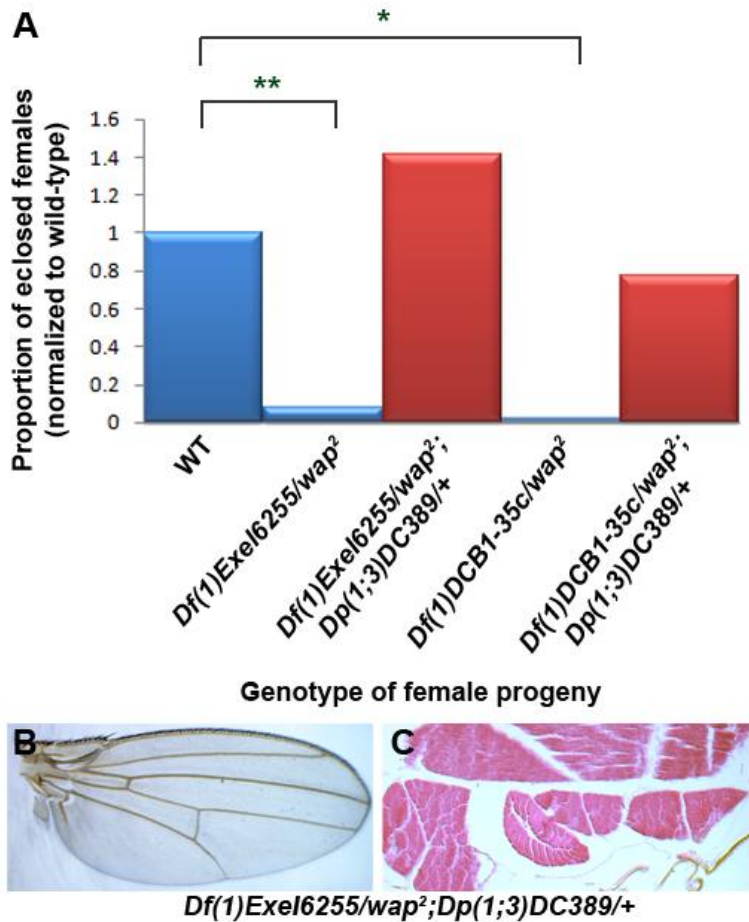 A
*
**
Proportion of eclosed females
(normalized to wild-type)
1.6
1.4
1.2
1
0.8
0.6
0.4
0.2
0
WT
Df(1)Exel6255/wap²
Df(1)Exel6255/wap²;
Dp(1;3)DC389/+
Df(1)DCB1-35c/wap²
Df(1)DCB1-35c/wap²;
Dp(1;3)DC389/+
Genotype of female progeny
B
C
Df(1)Exel6255/wap²;Dp(1;3)DC389/+